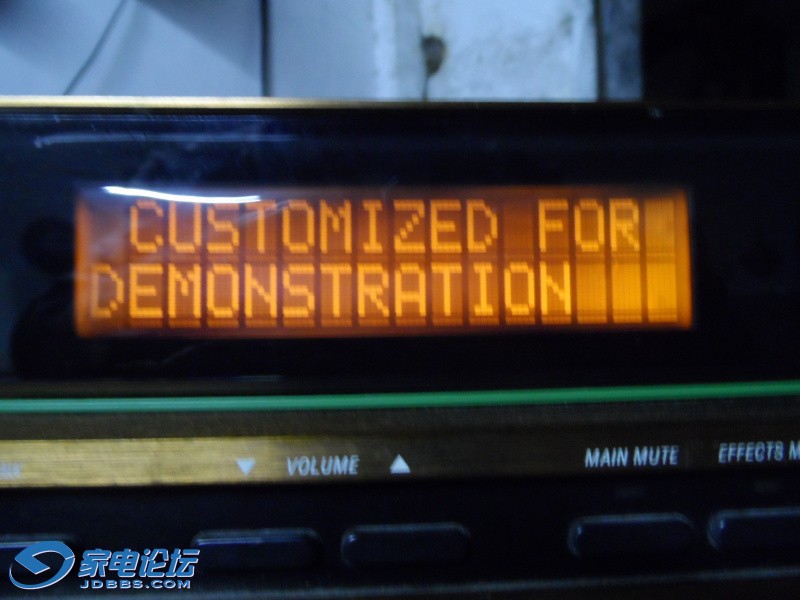 CUSTOMIZED FOR
DEMONSTRATION
▼ VOLUME ▲ MAIN MUTE EFFECTS M
家电论坛
JDBBS.COM